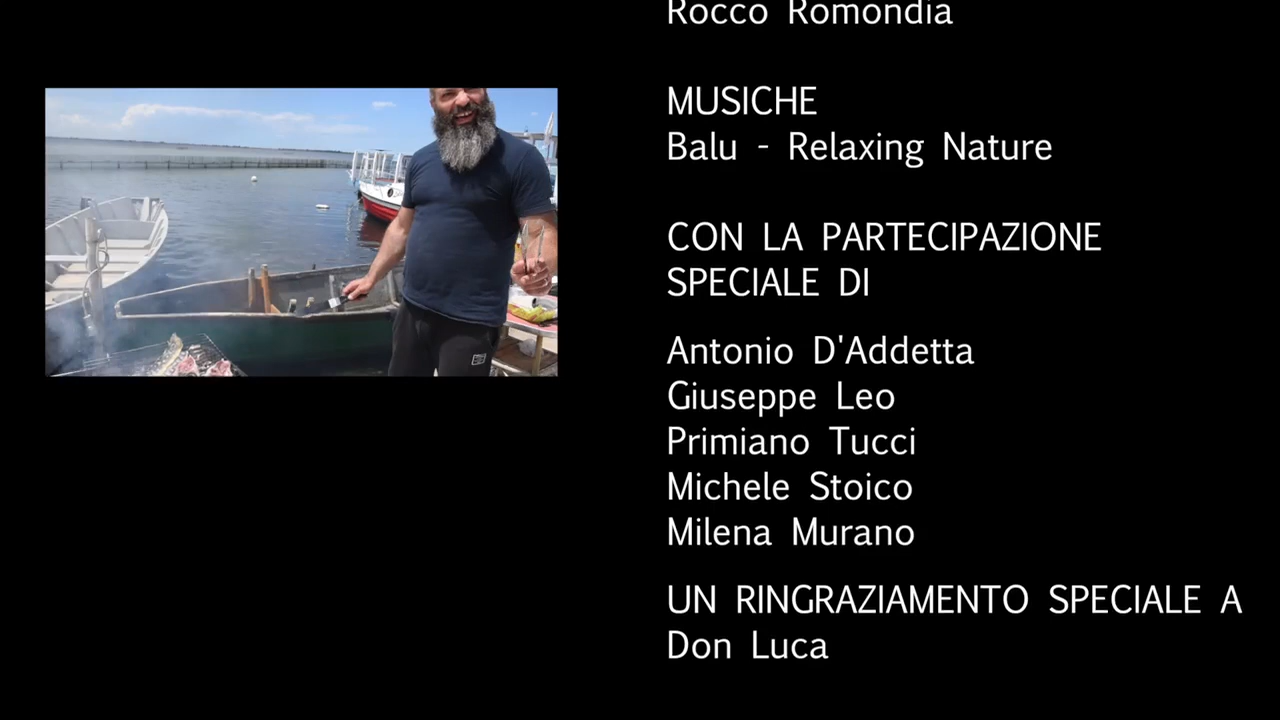 Rocco Romondia
MUSICHE
Balu - Relaxing Nature
CON LA PARTECIPAZIONE
SPECIALE DI
Antonio D'Addetta
Giuseppe Leo
Primiano Tucci
Michele Stoico
Milena Murano
UN RINGRAZIAMENTO SPECIALE A
Don Luca